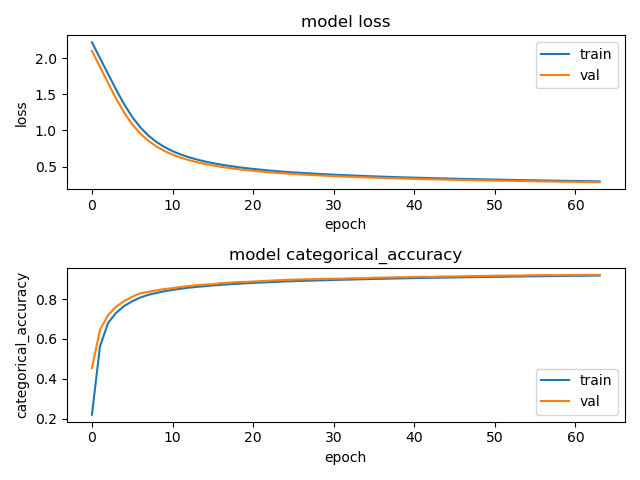 model loss
2.0
1.5
1.0
0.5
loss
train
val
0 10 20 30 40 50 60
epoch
model categorical_accuracy
0.8
0.6
0.4
0.2
categorical_accuracy
train
val
0 10 20 30 40 50 60
epoch